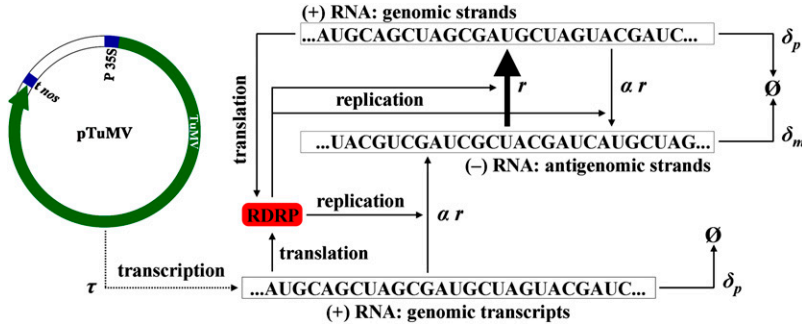 (+) RNA: genomic strands
...AUGCAGCUAGCGAUGCUAGUACGAUC...
δp
P 35S
t nos
TuMV
pTuMV
translation
replication
r
α r
Ø
...UACGUCGAUCGCUACGAUCAUGCUAG...
δm
(–) RNA: antigenomic strands
RDRP
replication
α r
translation
Ø
τ
transcription
...AUGCAGCUAGCGAUGCUAGUACGAUC...
δp
(+) RNA: genomic transcripts